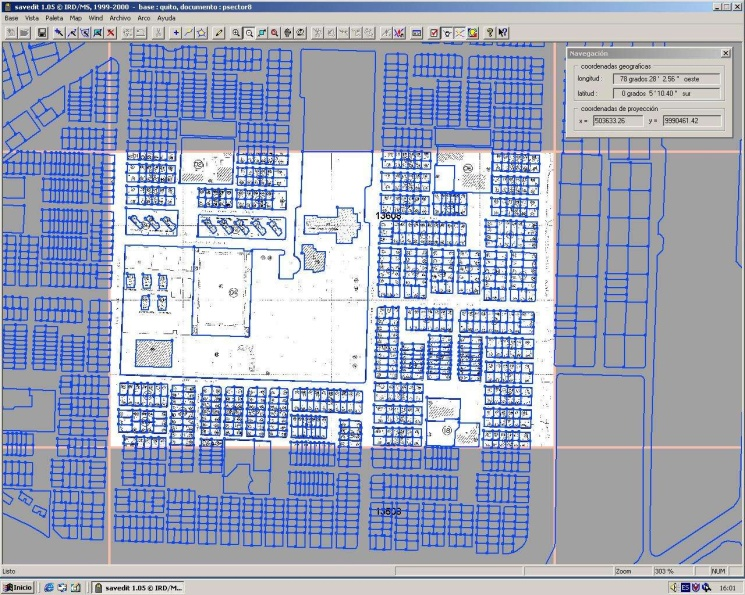 savedit 1.05 © IRD/MS, 1999-2000 - base : quito, documento : psector8
Base Vista Paleta Map Wind Archivo Arco Ayuda
Navegación
coordenadas geograficas
longitud : 78 grados 28 ' 2.96 " oeste
latitud : 0 grados 5 ' 10.40 " sur
coordenadas de proyección
x = 503633.26 y = 9990461.42
13608
13603
Listo
Zoom 303 % NUM
Inicio
savedit 1.05 © IRD/M...
16:01